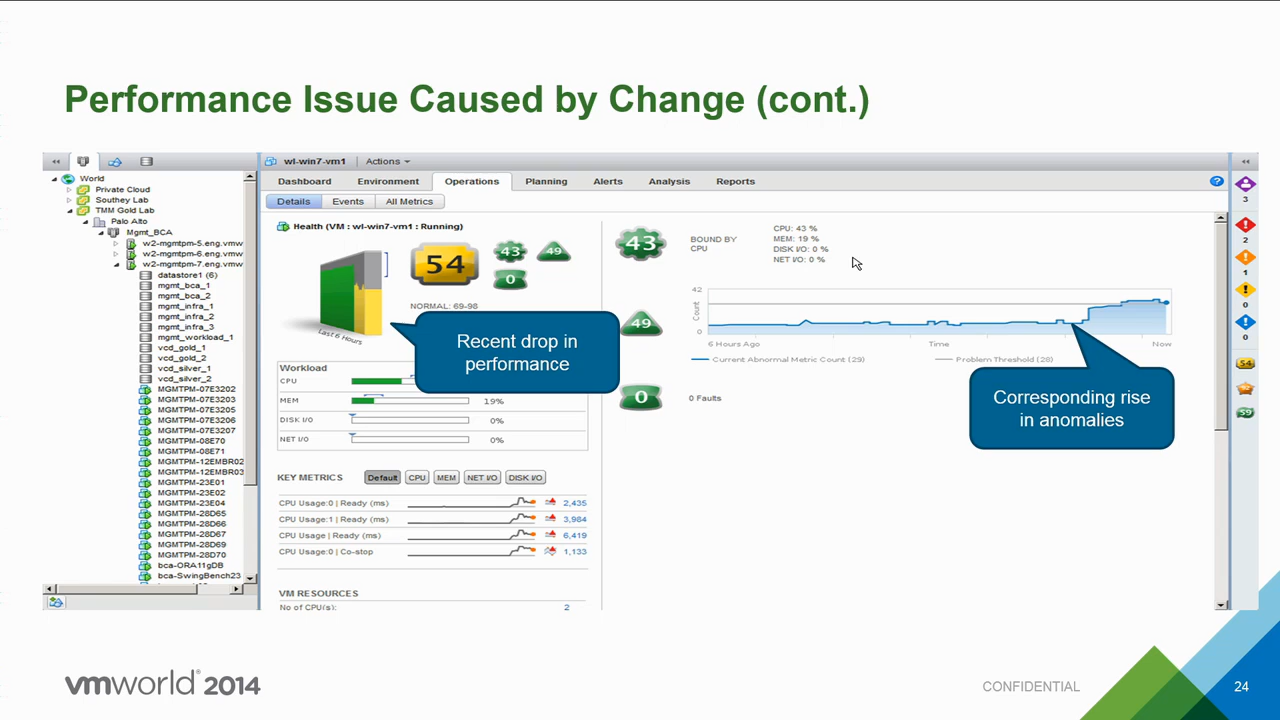 Performance Issue Caused by Change (cont.)
wl-win7-vm1 Actions
World
Private Cloud
Southey Lab
TMM Gold Lab
Palo Alto
Mgmt_BCA
w2-mgmtpm-5.eng.vmw
w2-mgmtpm-6.eng.vmw
w2-mgmtpm-7.eng.vmw
datastore1 (6)
mgmt_bca_1
mgmt_bca_2
mgmt_infra_1
mgmt_infra_2
mgmt_infra_3
mgmt_workload_1
vcd_gold_1
vcd_gold_2
vcd_silver_1
vcd_silver_2
MGMTPM-07E3202
MGMTPM-07E3203
MGMTPM-07E3205
MGMTPM-07E3206
MGMTPM-07E3207
MGMTPM-08E70
MGMTPM-08E71
MGMTPM-12EMBR02
MGMTPM-12EMBR03
MGMTPM-23E01
MGMTPM-23E02
MGMTPM-23E04
MGMTPM-28D65
MGMTPM-28D66
MGMTPM-28D67
MGMTPM-28D69
MGMTPM-28D70
bca-ORA11gDB
bca-SwingBench23
Dashboard Environment Operations Planning Alerts Analysis Reports
Details Events All Metrics
Health (VM : wl-win7-vm1 : Running)
Last 6 Hours
54
43
49
0
NORMAL: 69-98
Recent drop in
performance
Workload
CPU
MEM 19%
DISK I/O 0%
NET I/O 0%
KEY METRICS Default CPU MEM NET I/O DISK I/O
CPU Usage:0 | Ready (ms) 2,435
CPU Usage:1 | Ready (ms) 3,984
CPU Usage | Ready (ms) 6,419
CPU Usage:0 | Co-stop 1,133
VM RESOURCES
No of CPU(s): 2
43
BOUND BY
CPU
CPU: 43 %
MEM: 19 %
DISK I/O: 0 %
NET I/O: 0 %
49
42
Count
0
6 Hours Ago Time Now
Current Abnormal Metric Count (29) Problem Threshold (28)
Corresponding rise
in anomalies
0
0 Faults
3
2
1
0
0
54
59
vmworld® 2014
CONFIDENTIAL 24